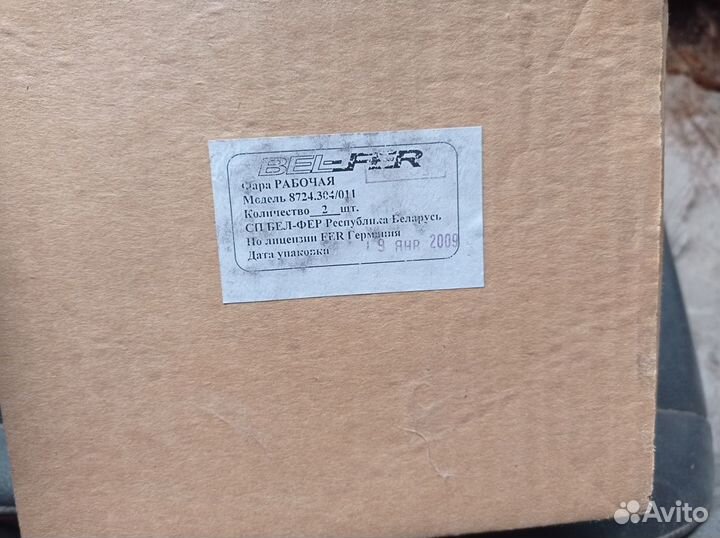 BEL-FER
Фара РАБОЧАЯ
Модель 8724.304/011
Количество 2 шт.
СП БЕЛ-ФЕР Республика Беларусь
По лицензии FER Германия
Дата упаковки 19 ЯНР 2009
Avito